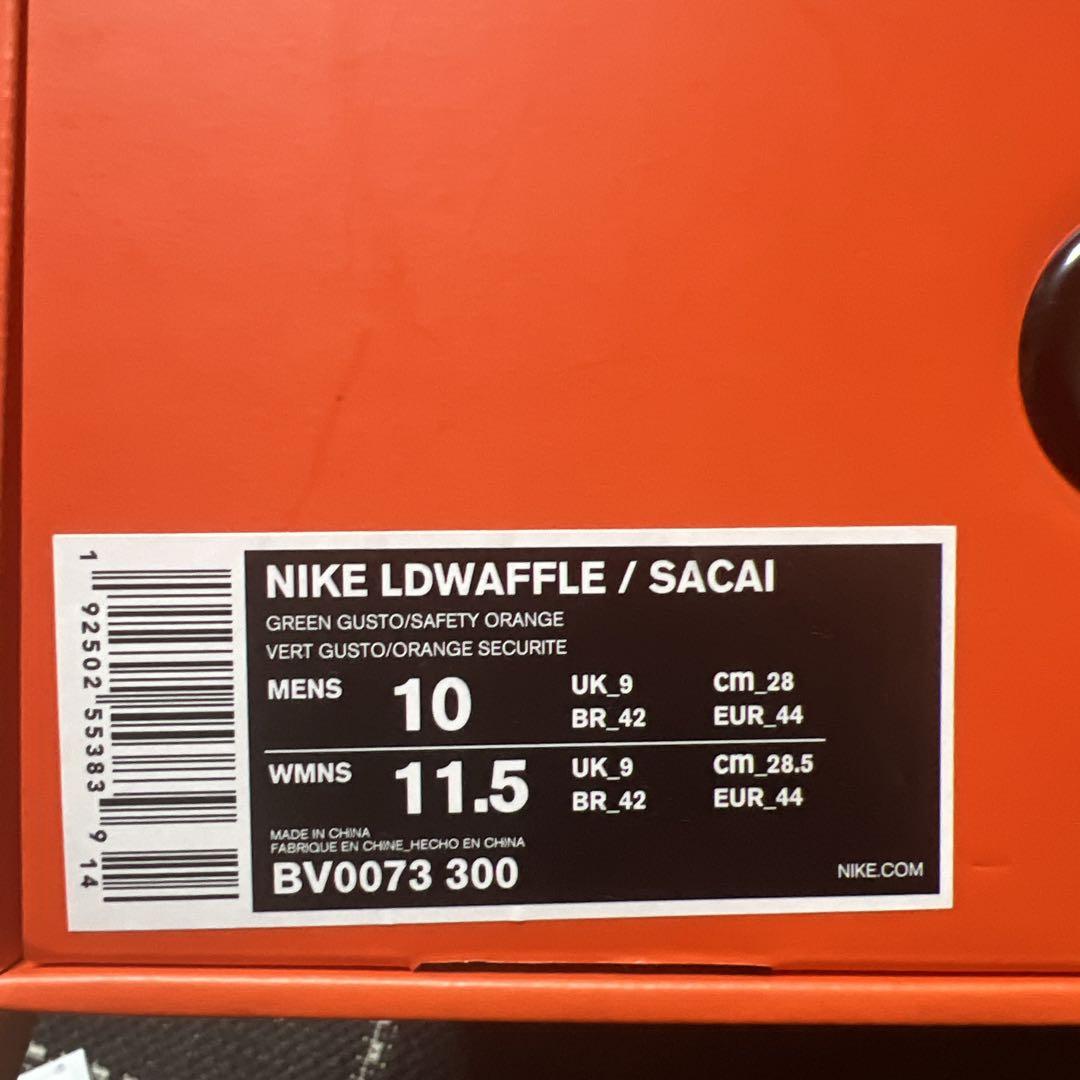 NIKE LDWAFFLE / SACAI
GREEN GUSTO/SAFETY ORANGE
VERT GUSTO/ORANGE SECURITE
MENS 10 UK_9 cm_28
BR_42 EUR_44
WMNS 11.5 UK_9 cm_28.5
BR_42 EUR_44
MADE IN CHINA
FABRIQUE EN CHINE_HECHO EN CHINA
BV0073 300
NIKE.COM
1 92502 55383 9 14